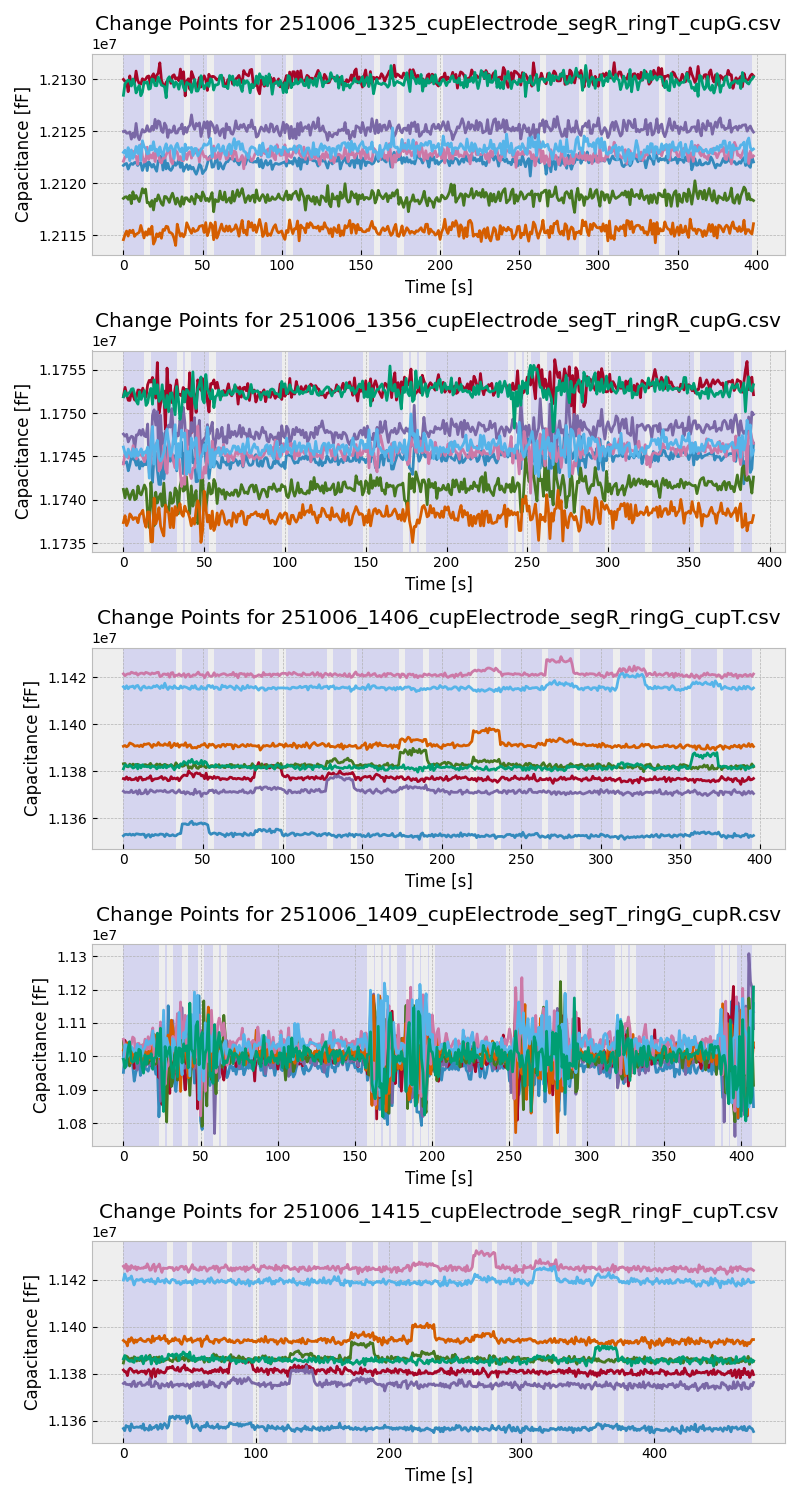 Change Points for 251006_1325_cupElectrode_segR_ringT_cupG.csv
1e7
1.2130
1.2125
1.2120
1.2115
Capacitance [fF]
0 50 100 150 200 250 300 350 400
Time [s]
Change Points for 251006_1356_cupElectrode_segT_ringR_cupG.csv
1e7
1.1755
1.1750
1.1745
1.1740
1.1735
Capacitance [fF]
0 50 100 150 200 250 300 350 400
Time [s]
Change Points for 251006_1406_cupElectrode_segR_ringG_cupT.csv
1e7
1.142
1.140
1.138
1.136
Capacitance [fF]
0 50 100 150 200 250 300 350 400
Time [s]
Change Points for 251006_1409_cupElectrode_segT_ringG_cupR.csv
1e7
1.13
1.12
1.11
1.10
1.09
1.08
Capacitance [fF]
0 50 100 150 200 250 300 350 400
Time [s]
Change Points for 251006_1415_cupElectrode_segR_ringF_cupT.csv
1e7
1.142
1.140
1.138
1.136
Capacitance [fF]
0 100 200 300 400
Time [s]